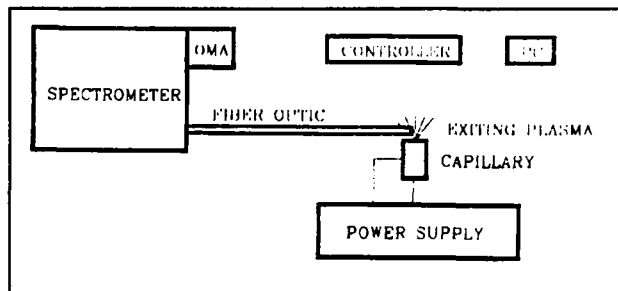 OMA
CONTROLLER
PC
SPECTROMETER
FIBER OPTIC
EXITING PLASMA
CAPILLARY
POWER SUPPLY